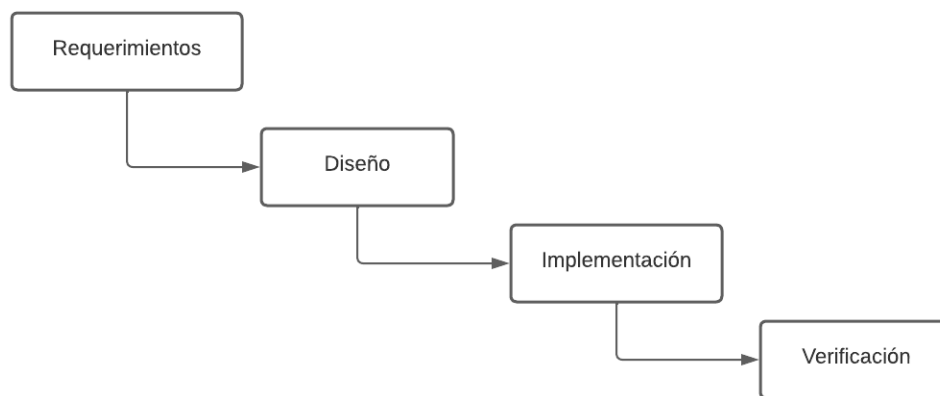 Requerimientos
Diseño
Implementación
Verificación